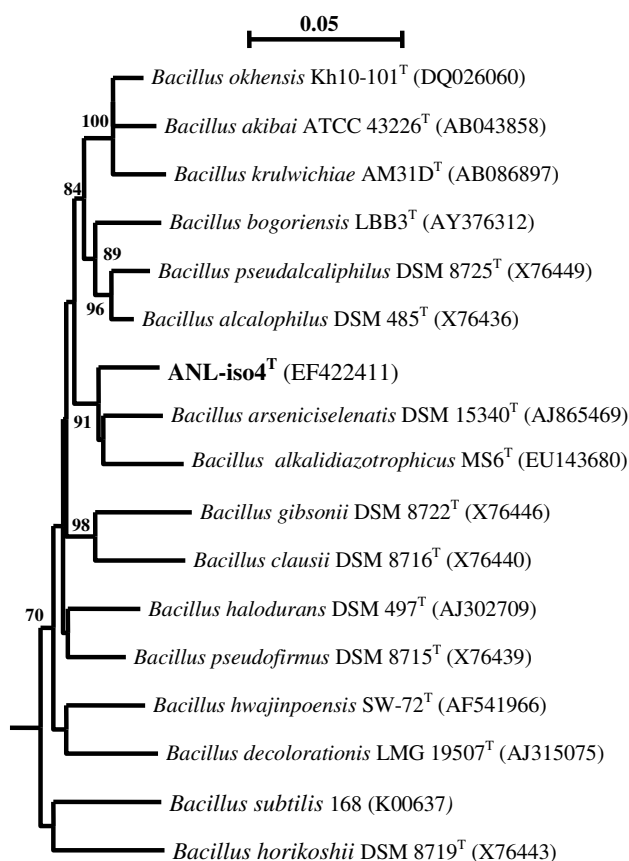 0.05
Bacillus okhensis Kh10-101ᵀ (DQ026060)
100
Bacillus akibai ATCC 43226ᵀ (AB043858)
Bacillus krulwichiae AM31Dᵀ (AB086897)
84
Bacillus bogoriensis LBB3ᵀ (AY376312)
89
Bacillus pseudalcaliphilus DSM 8725ᵀ (X76449)
96
Bacillus alcalophilus DSM 485ᵀ (X76436)
ANL-iso4ᵀ (EF422411)
91
Bacillus arseniciselenatis DSM 15340ᵀ (AJ865469)
Bacillus alkalidiazotrophicus MS6ᵀ (EU143680)
Bacillus gibsonii DSM 8722ᵀ (X76446)
98
Bacillus clausii DSM 8716ᵀ (X76440)
Bacillus halodurans DSM 497ᵀ (AJ302709)
70
Bacillus pseudofirmus DSM 8715ᵀ (X76439)
Bacillus hwajinpoensis SW-72ᵀ (AF541966)
Bacillus decolorationis LMG 19507ᵀ (AJ315075)
Bacillus subtilis 168 (K00637)
Bacillus horikoshii DSM 8719ᵀ (X76443)